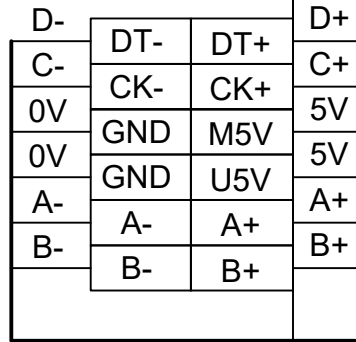 D- DT- DT+ D+
C- CK- CK+ C+
0V GND M5V 5V
0V GND U5V 5V
A- A- A+ A+
B- B- B+ B+